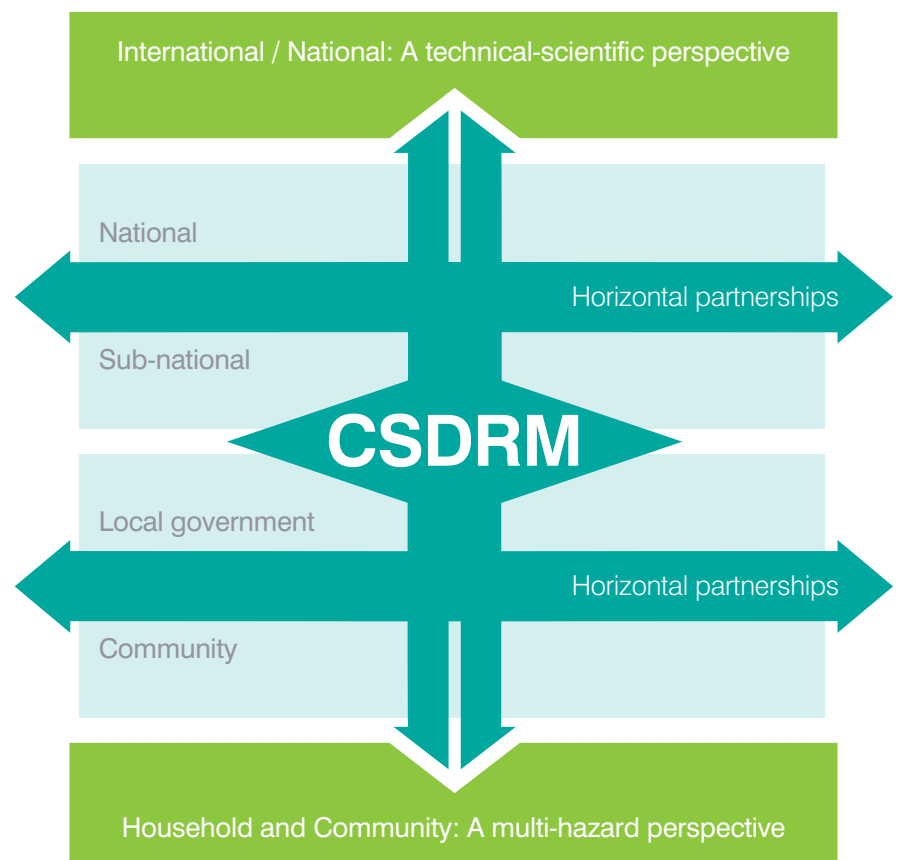 International / National: A technical-scientific perspective
National
Horizontal partnerships
Sub-national
CSDRM
Local government
Horizontal partnerships
Community
Household and Community: A multi-hazard perspective